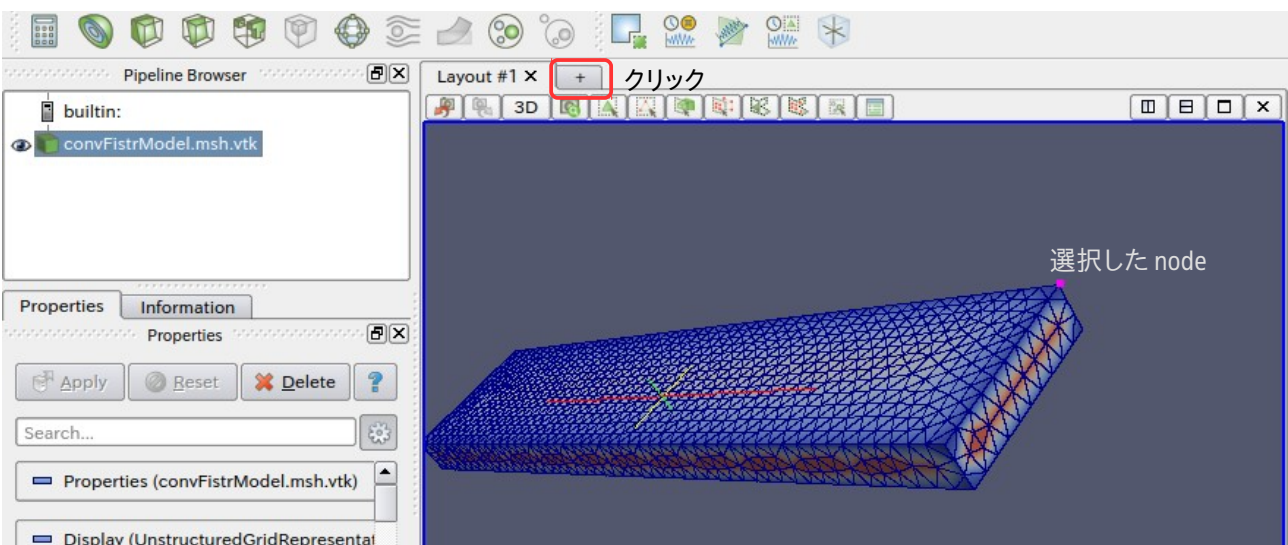 Pipeline Browser
Layout #1
+
クリック
builtin:
3D
convFistrModel.msh.vtk
選択した node
Properties
Information
Properties
Apply
Reset
Delete
?
Search...
Properties (convFistrModel.msh.vtk)
Display (UnstructuredGridRepresentat